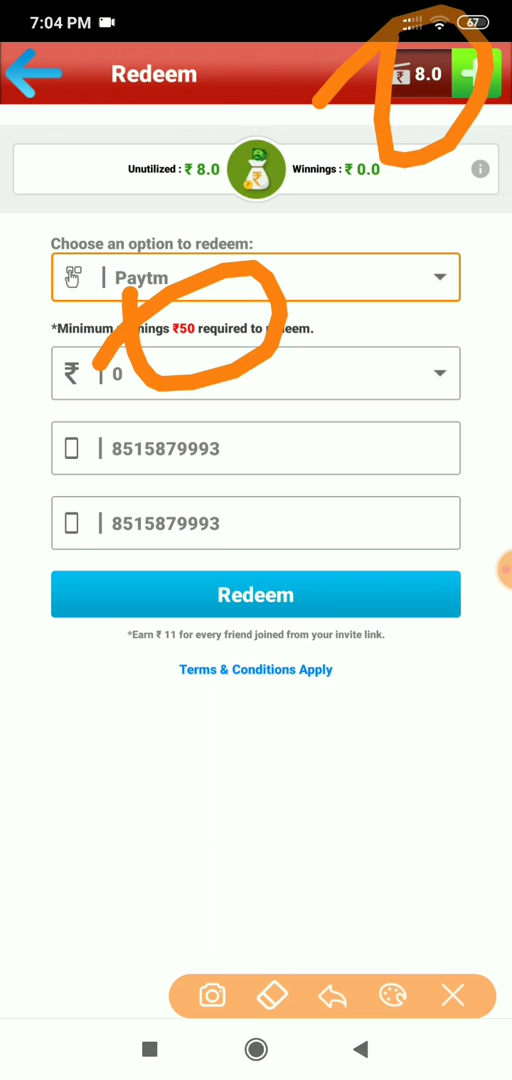 7:04 PM 67
Redeem ₹ 8.0 +
Unutilized : ₹ 8.0 ₹ Winnings : ₹ 0.0 i
Choose an option to redeem:
| Paytm
*Minimum ₹50 required to
₹ | 0
| 8515879993
| 8515879993
Redeem
*Earn ₹ 11 for every friend joined from your invite link.
Terms & Conditions Apply